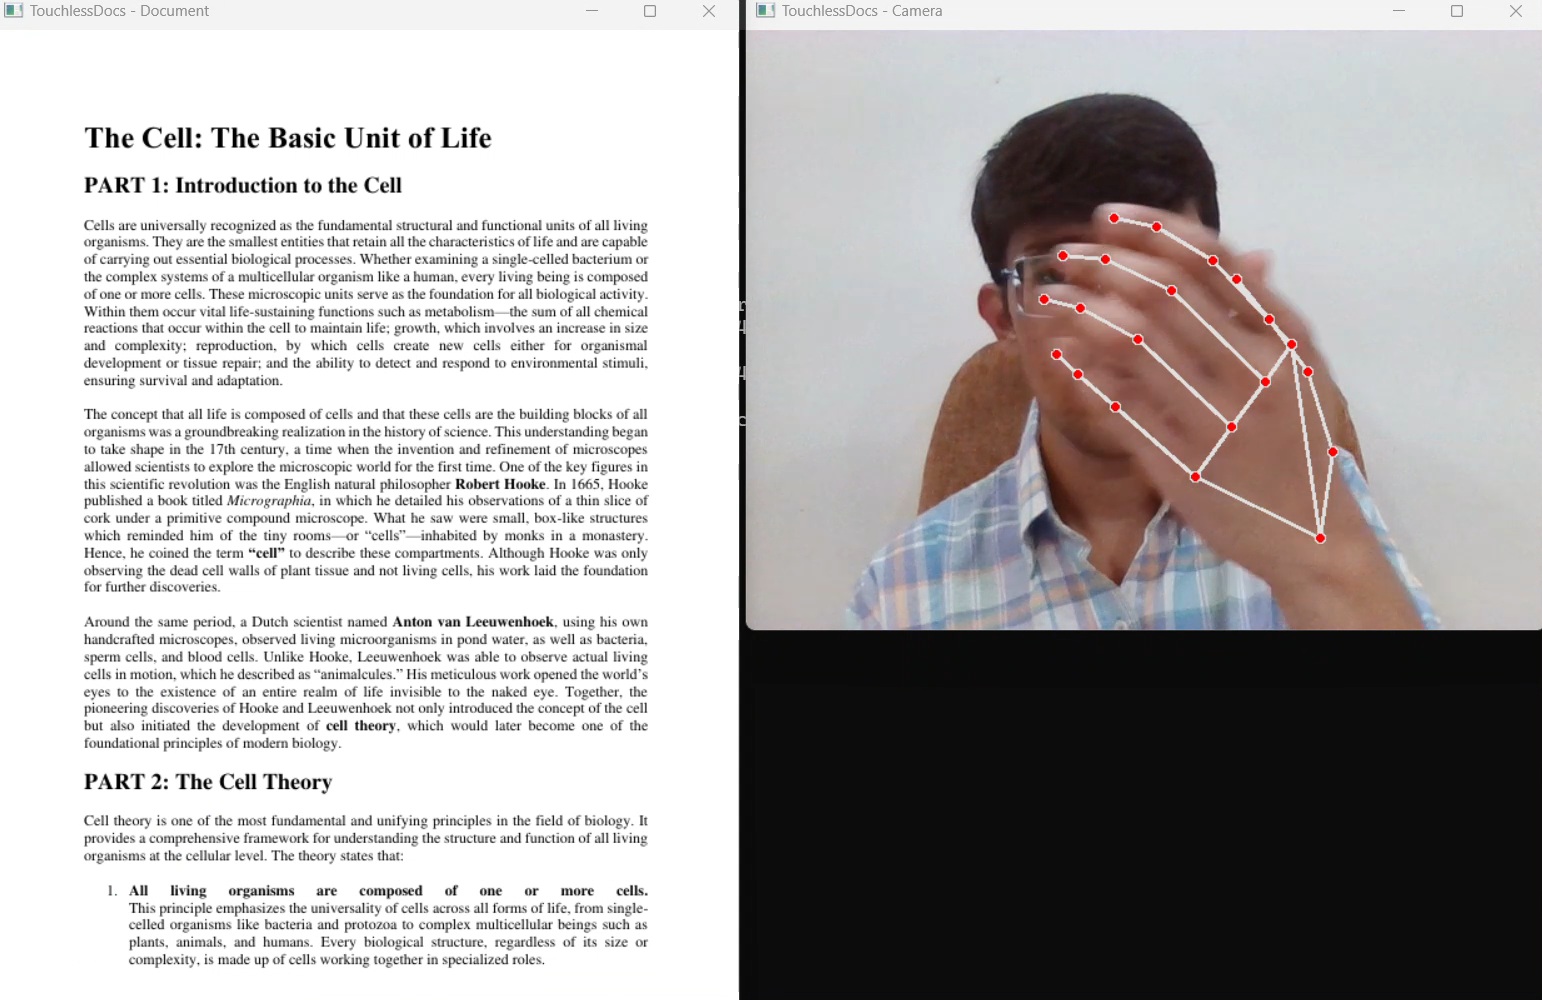 TouchlessDocs - Document
The Cell: The Basic Unit of Life
PART 1: Introduction to the Cell
Cells are universally recognized as the fundamental structural and functional units of all living
organisms. They are the smallest entities that retain all the characteristics of life and are capable
of carrying out essential biological processes. Whether examining a single-celled bacterium or
the complex systems of a multicellular organism like a human, every living being is composed
of one or more cells. These microscopic units serve as the foundation for all biological activity.
Within them occur vital life-sustaining functions such as metabolism—the sum of all chemical
reactions that occur within the cell to maintain life; growth, which involves an increase in size
and complexity; reproduction, by which cells create new cells either for organismal
development or tissue repair; and the ability to detect and respond to environmental stimuli,
ensuring survival and adaptation.
The concept that all life is composed of cells and that these cells are the building blocks of all
organisms was a groundbreaking realization in the history of science. This understanding began
to take shape in the 17th century, a time when the invention and refinement of microscopes
allowed scientists to explore the microscopic world for the first time. One of the key figures in
this scientific revolution was the English natural philosopher Robert Hooke. In 1665, Hooke
published a book titled Micrographia, in which he detailed his observations of a thin slice of
cork under a primitive compound microscope. What he saw were small, box-like structures
which reminded him of the tiny rooms—or “cells”—inhabited by monks in a monastery.
Hence, he coined the term “cell” to describe these compartments. Although Hooke was only
observing the dead cell walls of plant tissue and not living cells, his work laid the foundation
for further discoveries.
Around the same period, a Dutch scientist named Anton van Leeuwenhoek, using his own
handcrafted microscopes, observed living microorganisms in pond water, as well as bacteria,
sperm cells, and blood cells. Unlike Hooke, Leeuwenhoek was able to observe actual living
cells in motion, which he described as “animalcules.” His meticulous work opened the world’s
eyes to the existence of an entire realm of life invisible to the naked eye. Together, the
pioneering discoveries of Hooke and Leeuwenhoek not only introduced the concept of the cell
but also initiated the development of cell theory, which would later become one of the
foundational principles of modern biology.
PART 2: The Cell Theory
Cell theory is one of the most fundamental and unifying principles in the field of biology. It
provides a comprehensive framework for understanding the structure and function of all living
organisms at the cellular level. The theory states that:
1. All living organisms are composed of one or more cells.
This principle emphasizes the universality of cells across all forms of life, from single-
celled organisms like bacteria and protozoa to complex multicellular beings such as
plants, animals, and humans. Every biological structure, regardless of its size or
complexity, is made up of cells working together in specialized roles.
TouchlessDocs - Camera